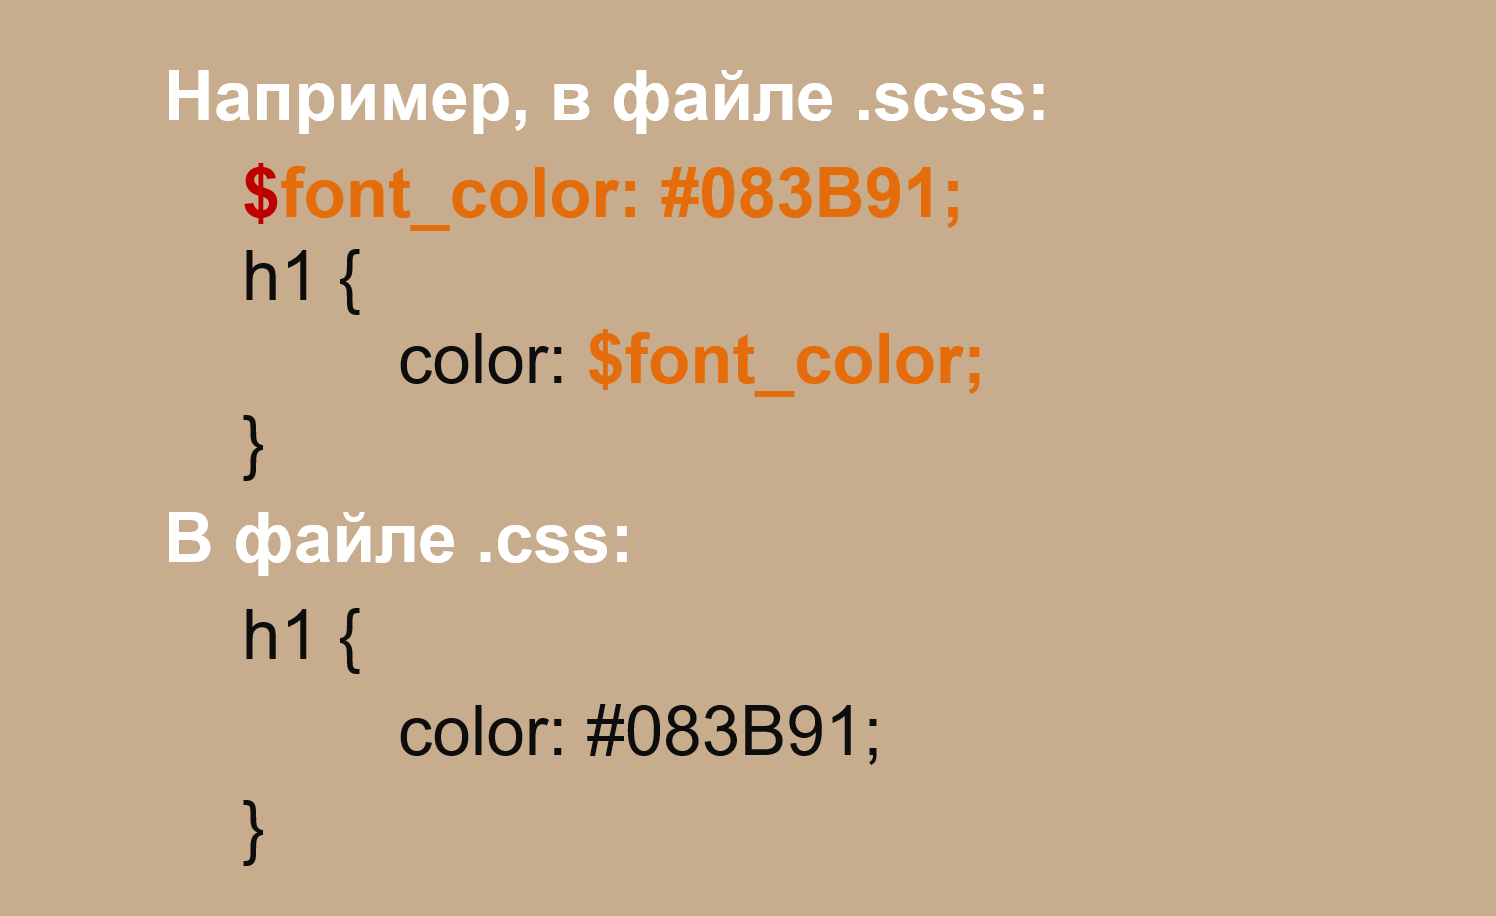 Например, в файле .scss:
$font_color: #083B91;
h1 {
color: $font_color;
}
В файле .css:
h1 {
color: #083B91;
}